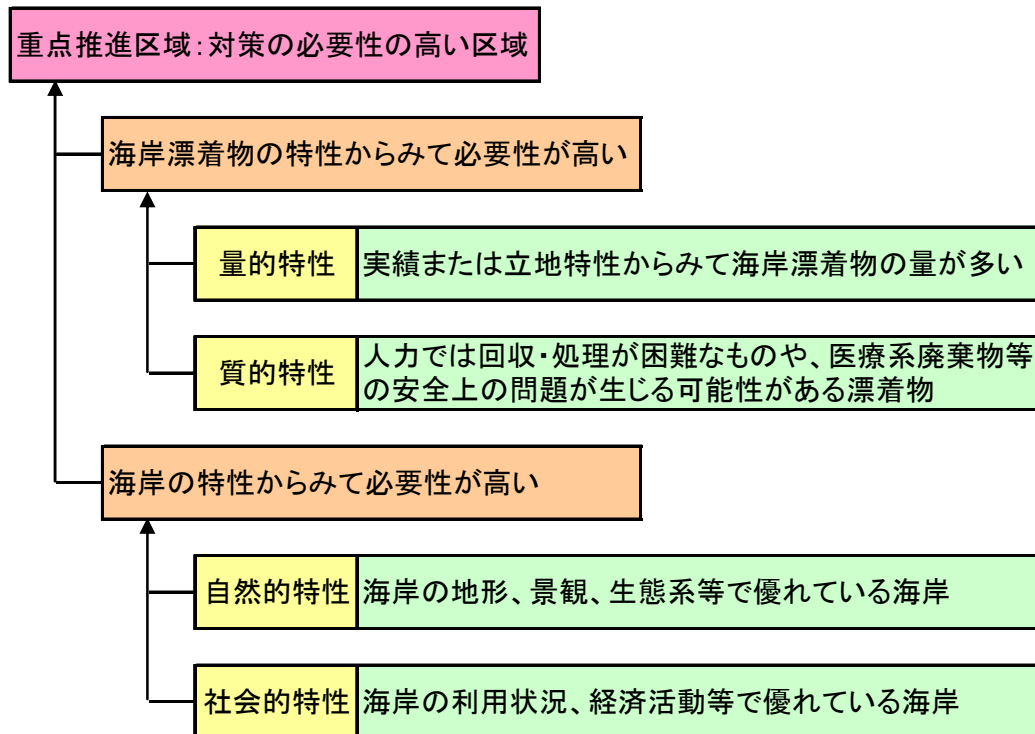 重点推進区域：対策の必要性の高い区域
海岸漂着物の特性からみて必要性が高い
量的特性
実績または立地特性からみて海岸漂着物の量が多い
質的特性
人力では回収・処理が困難なものや、医療系廃棄物等
の安全上の問題が生じる可能性がある漂着物
海岸の特性からみて必要性が高い
自然的特性
海岸の地形、景観、生態系等で優れている海岸
社会的特性
海岸の利用状況、経済活動等で優れている海岸